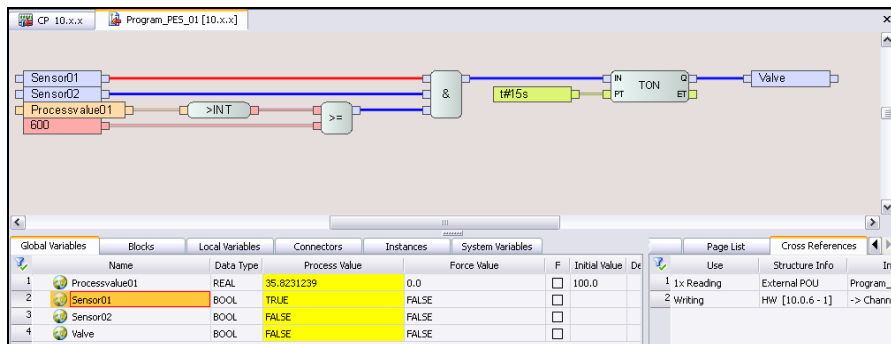 CP 10.x.x Program_PES_01 [10.x.x]
Sensor01 Valve
Sensor02 & t#15s IN TON Q
Processvalue01 >INT PT ET
600 >=
Global Variables Blocks Local Variables Connectors Instances System Variables Page List Cross References
Name Data Type Process Value Force Value F Initial Value De Use Structure Info In
1 Processvalue01 REAL 35.8231239 0.0 100.0 1 1x Reading External POU Program_
2 Sensor01 BOOL TRUE FALSE 2 Writing HW [10.0.6 - 1] -> Chann
3 Sensor02 BOOL FALSE FALSE
4 Valve BOOL FALSE FALSE